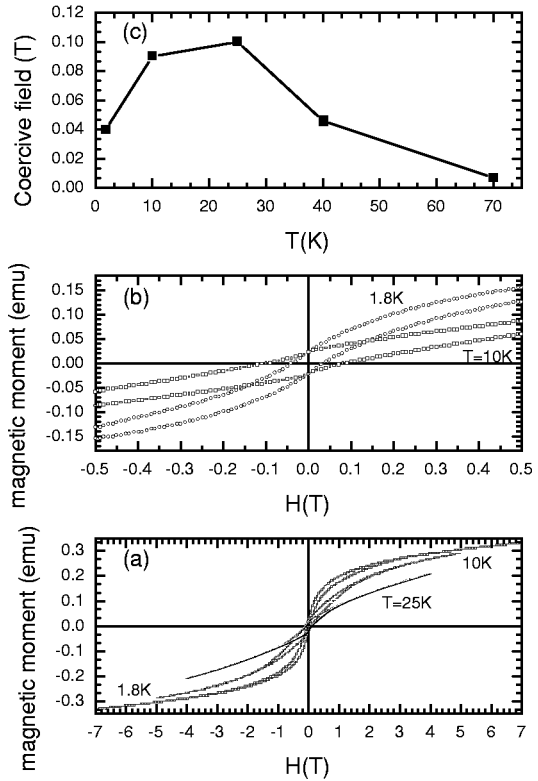 (c)
Coercive field (T)
0.12
0.10
0.08
0.06
0.04
0.02
0.00
0 10 20 30 40 50 60 70
T(K)
(b)
magnetic moment (emu)
0.15
0.10
0.05
0.00
-0.05
-0.10
-0.15
1.8K
T=10K
-0.5 -0.4 -0.3 -0.2 -0.1 0.0 0.1 0.2 0.3 0.4 0.5
H(T)
(a)
magnetic moment (emu)
0.3
0.2
0.1
0.0
-0.1
-0.2
-0.3
10K
T=25K
1.8K
-7 -6 -5 -4 -3 -2 -1 0 1 2 3 4 5 6 7
H(T)